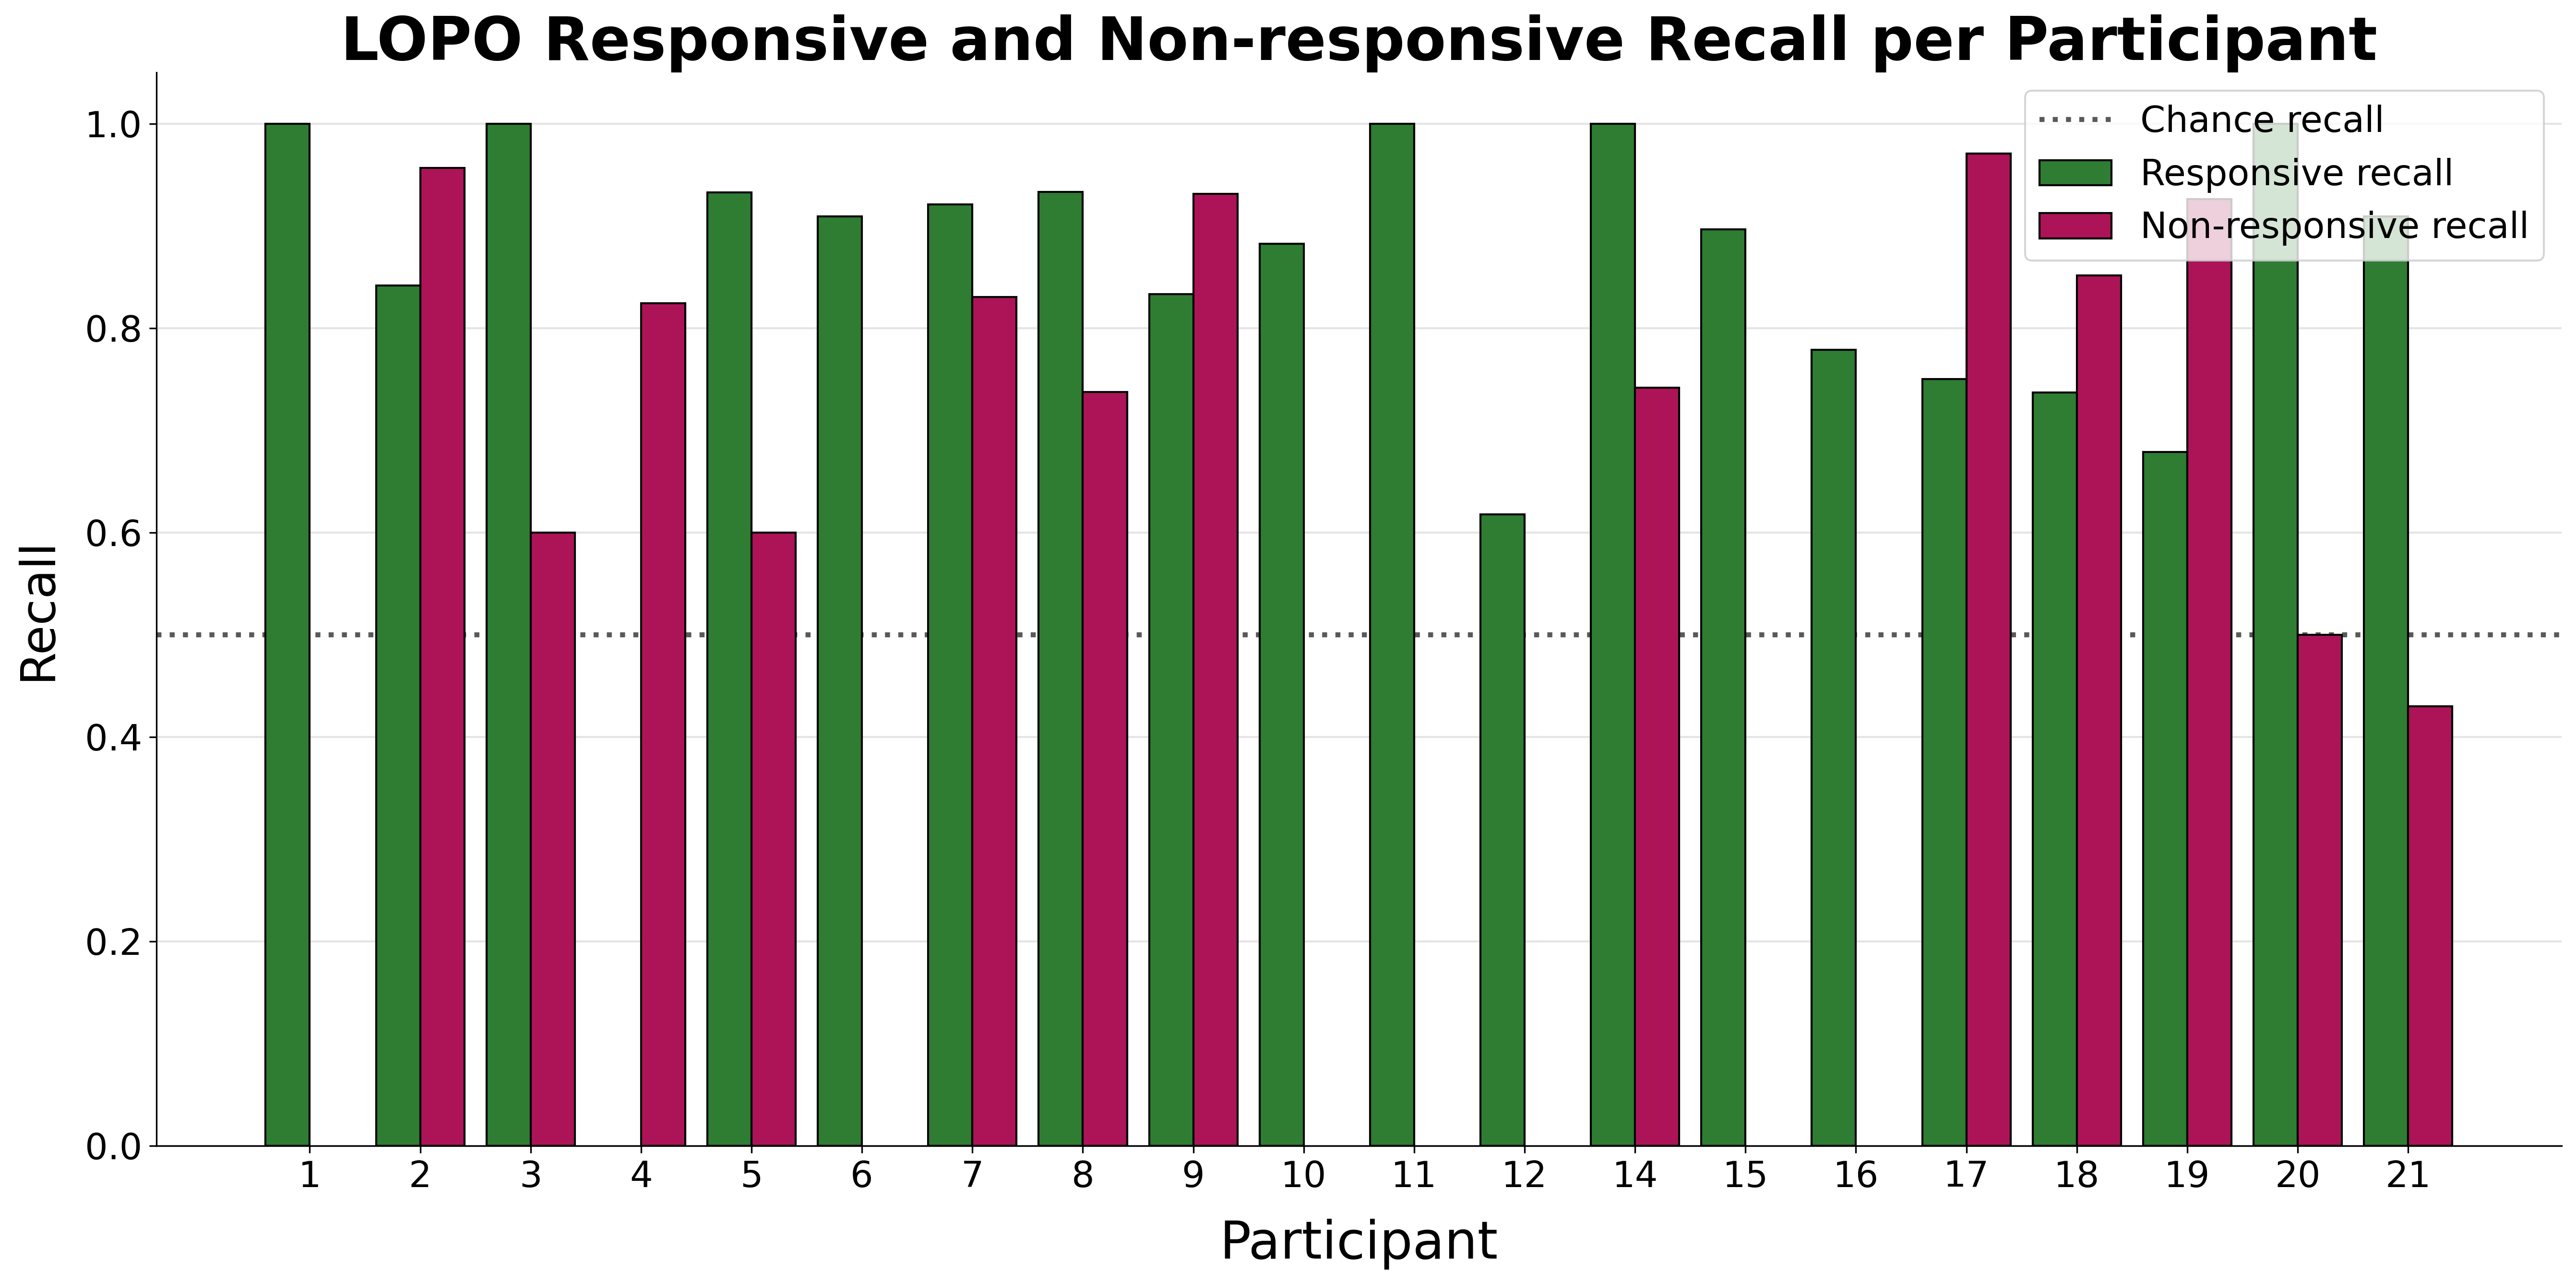 LOPO Responsive and Non-responsive Recall per Participant
Chance recall
Responsive recall
Non-responsive recall
1.0
0.8
0.6
0.4
0.2
0.0
Recall
1 2 3 4 5 6 7 8 9 10 11 12 14 15 16 17 18 19 20 21
Participant